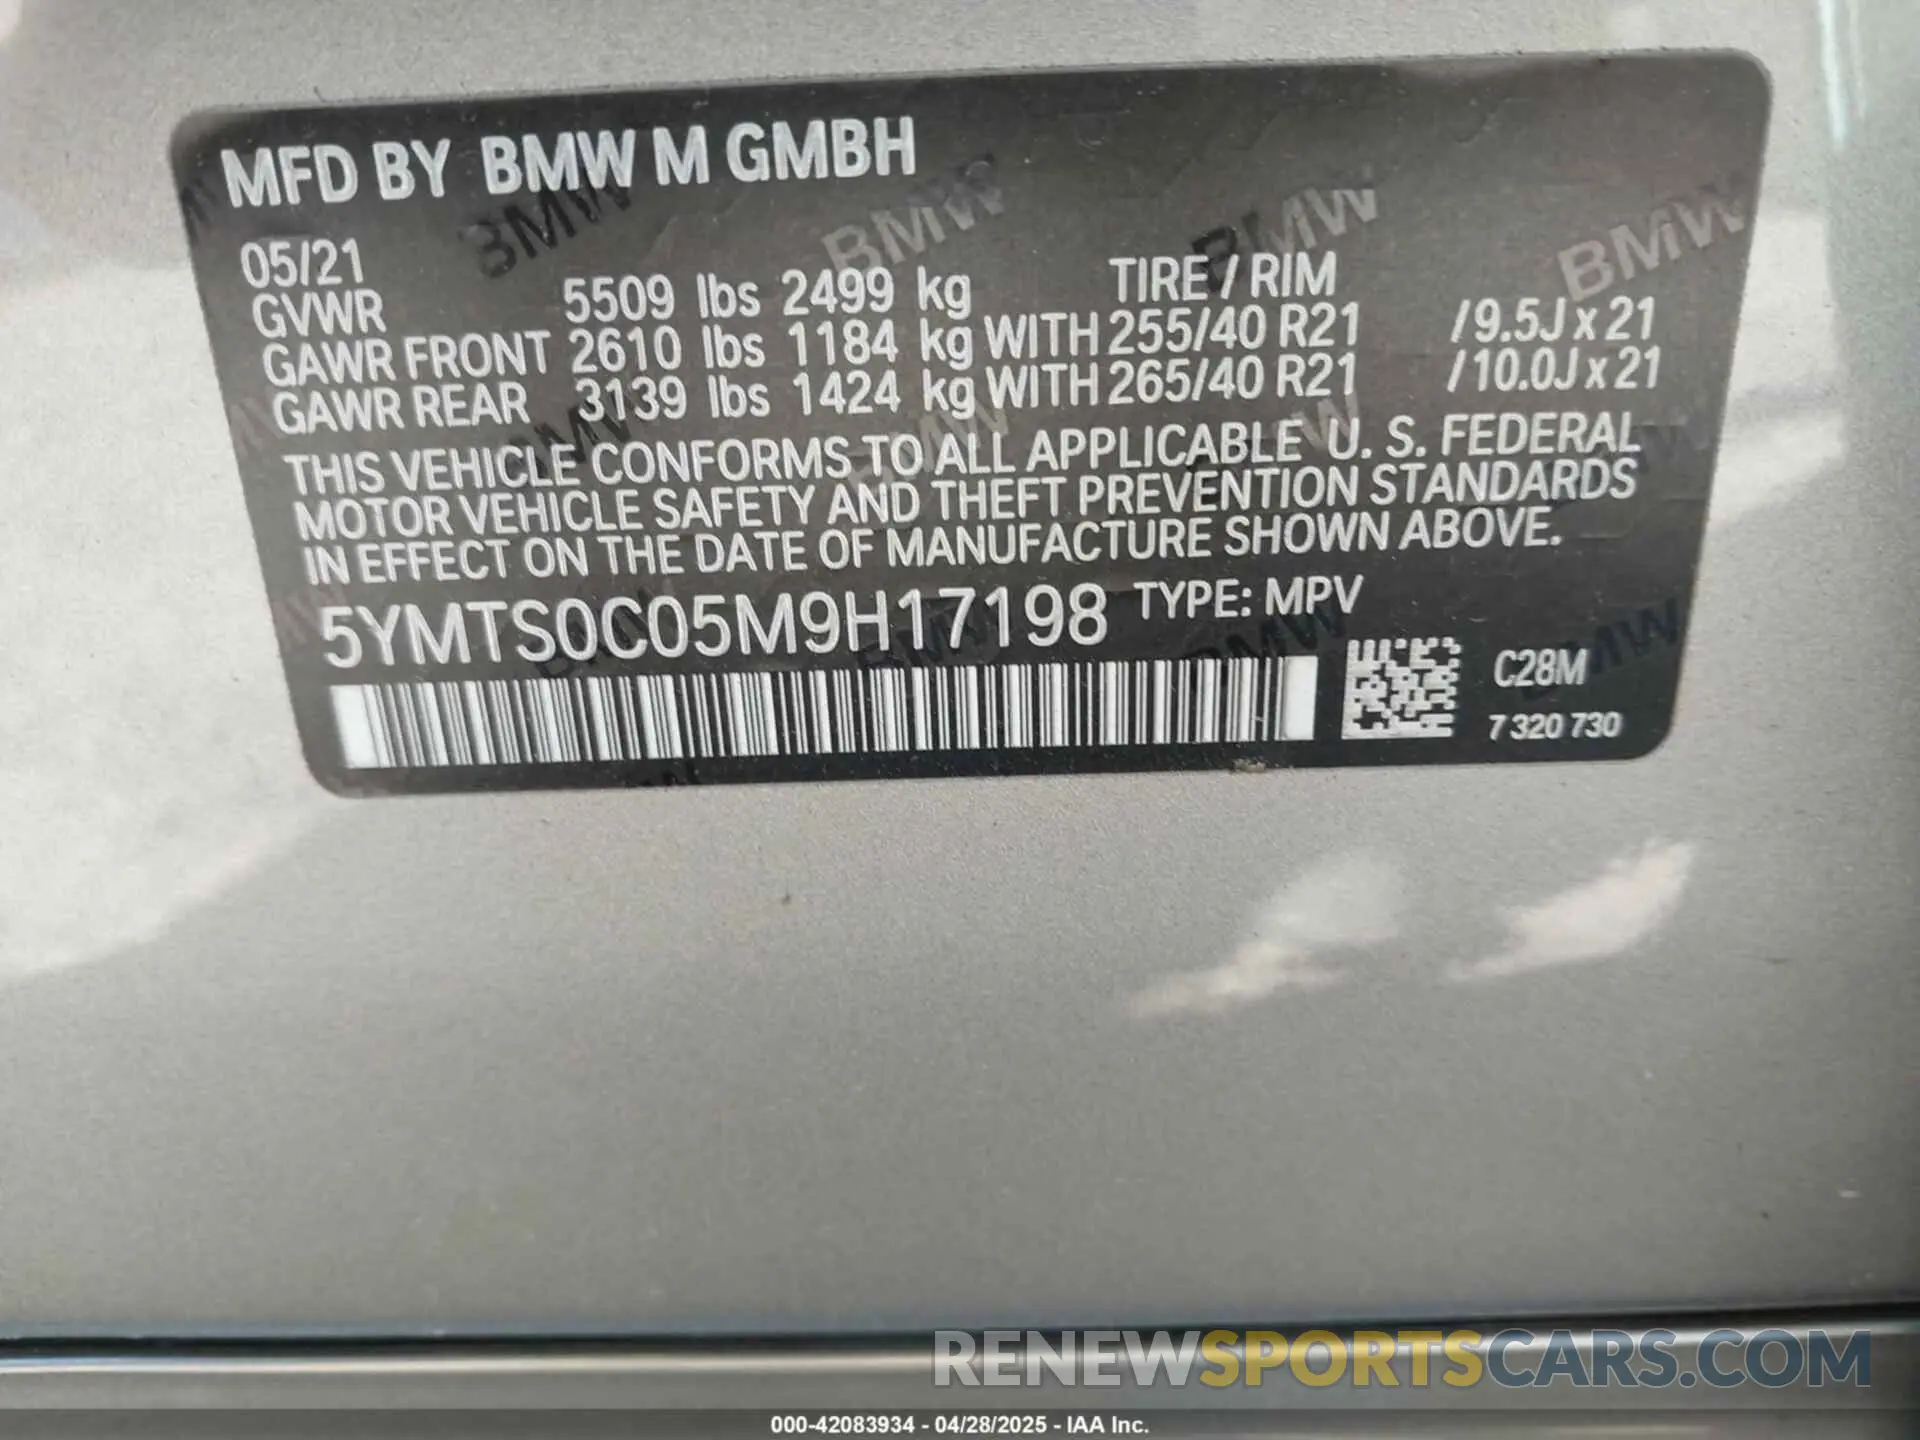 MFD BY BMW M GMBH
05/21 TIRE / RIM
GVWR 5509 lbs 2499 kg
GAWR FRONT 2610 lbs 1184 kg WITH 255/40 R21 /9.5J x 21
GAWR REAR 3139 lbs 1424 kg WITH 265/40 R21 /10.0J x 21
THIS VEHICLE CONFORMS TO ALL APPLICABLE U. S. FEDERAL
MOTOR VEHICLE SAFETY AND THEFT PREVENTION STANDARDS
IN EFFECT ON THE DATE OF MANUFACTURE SHOWN ABOVE.
5YMTS0C05M9H17198 TYPE: MPV
C28M
7 320 730
RENEWSPORTSCARS.COM
000-42083934 - 04/28/2025 - IAA Inc.